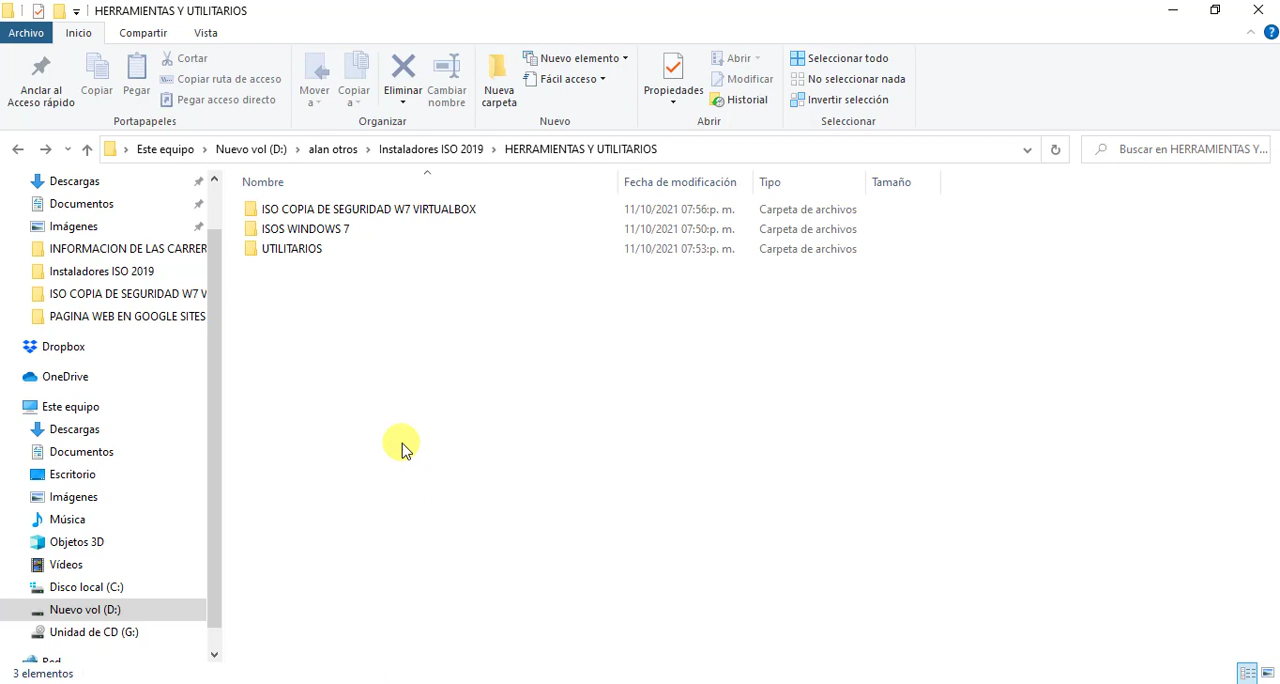 HERRAMIENTAS Y UTILITARIOS
Archivo Inicio Compartir Vista
Anclar al Acceso rápido
Copiar
Pegar
Cortar
Copiar ruta de acceso
Pegar acceso directo
Portapapeles
Mover a
Copiar a
Eliminar
Cambiar nombre
Organizar
Nueva carpeta
Nuevo elemento
Fácil acceso
Nuevo
Propiedades
Abrir
Modificar
Historial
Abrir
Seleccionar todo
No seleccionar nada
Invertir selección
Seleccionar
Este equipo > Nuevo vol (D:) > alan otros > Instaladores ISO 2019 > HERRAMIENTAS Y UTILITARIOS
Buscar en HERRAMIENTAS Y...
Descargas
Documentos
Imágenes
INFORMACION DE LAS CARRER
Instaladores ISO 2019
ISO COPIA DE SEGURIDAD W7 V
PAGINA WEB EN GOOGLE SITES
Dropbox
OneDrive
Este equipo
Descargas
Documentos
Escritorio
Imágenes
Música
Objetos 3D
Vídeos
Disco local (C:)
Nuevo vol (D:)
Unidad de CD (G:)
Red
Nombre Fecha de modificación Tipo Tamaño
ISO COPIA DE SEGURIDAD W7 VIRTUALBOX 11/10/2021 07:56:p. m. Carpeta de archivos
ISOS WINDOWS 7 11/10/2021 07:50:p. m. Carpeta de archivos
UTILITARIOS 11/10/2021 07:53:p. m. Carpeta de archivos
3 elementos